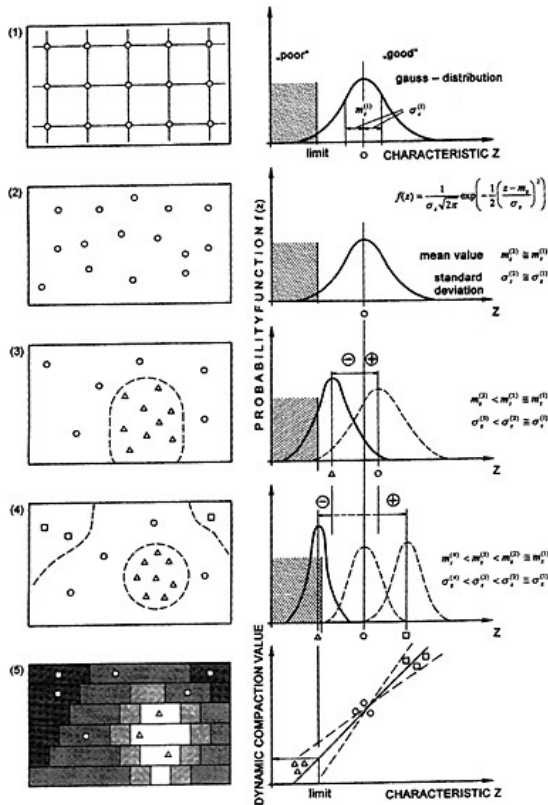 (1)
„poor"
„good"
gauss – distribution
limit
CHARACTERISTIC Z
(2)
PROBABILITY FUNCTION f(z)
mean value
standard
deviation
Z
(3)
⊖ ⊕
Z
(4)
⊖ ⊕
Z
(5)
DYNAMIC COMPACTION VALUE
limit
CHARACTERISTIC Z